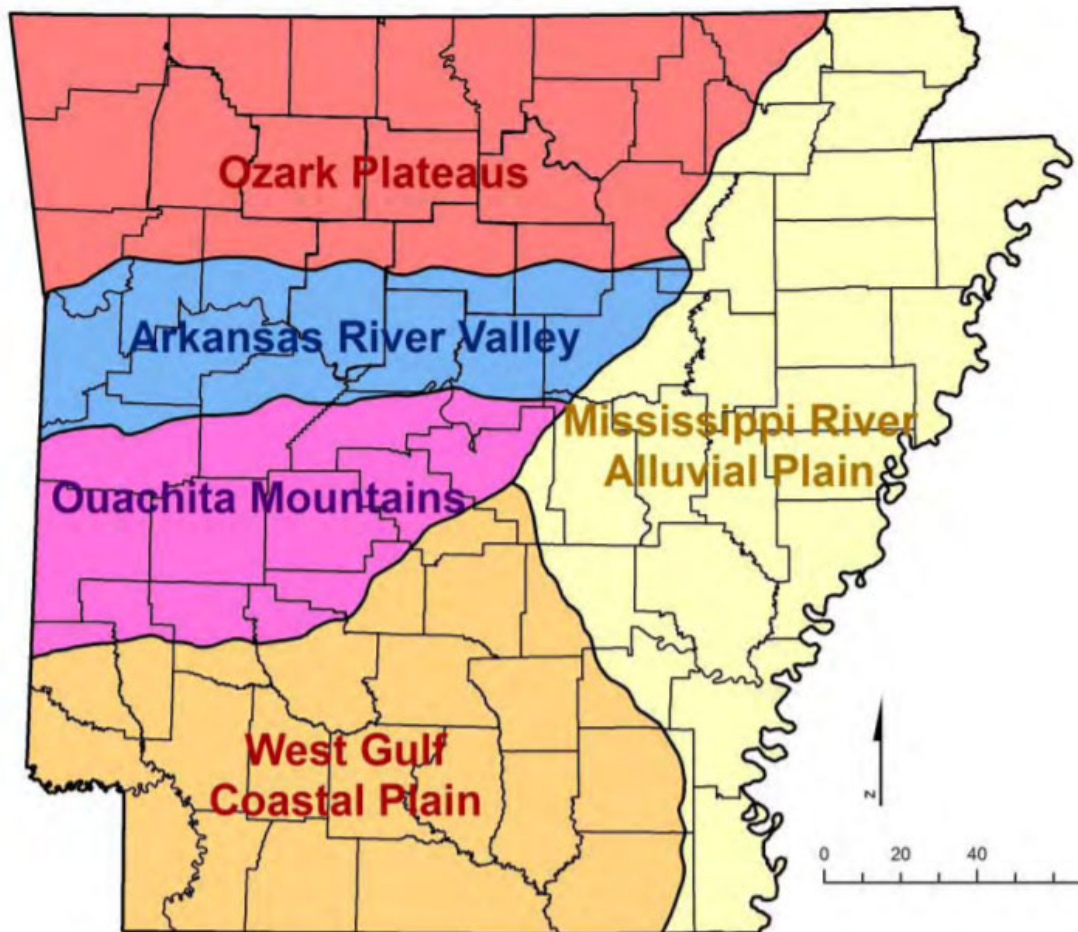 Ozark Plateaus
Arkansas River Valley
Mississippi River
Alluvial Plain
Ouachita Mountains
West Gulf
Coastal Plain
N
0 20 40